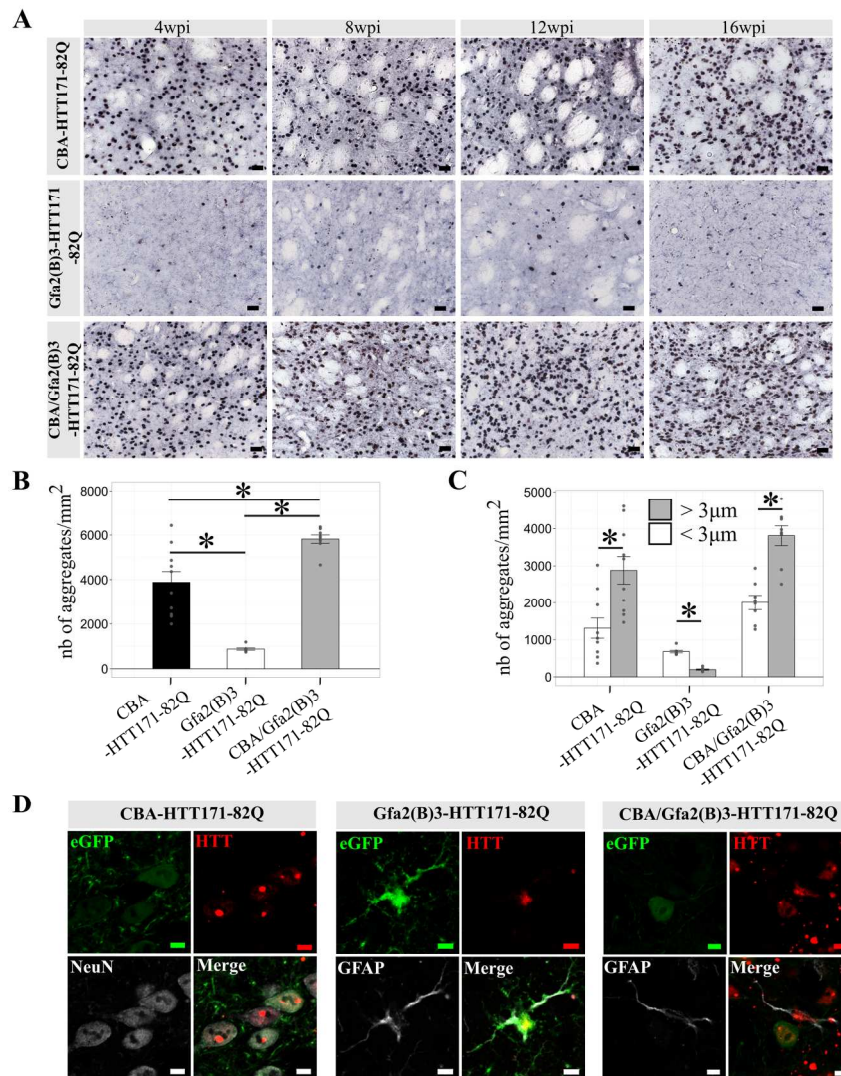 A
4wpi 8wpi 12wpi 16wpi
CBA-HTT171-82Q
Gfa2(B)3-HTT171
-82Q
CBA/Gfa2(B)3
-HTT171-82Q
B
nb of aggregates/mm²
8000
6000
4000
2000
0
*
*
*
CBA
-HTT171-82Q
Gfa2(B)3
-HTT171-82Q
CBA/Gfa2(B)3
-HTT171-82Q
C
nb of aggregates/mm²
5000
4000
3000
2000
1000
0
> 3μm
< 3μm
*
*
*
CBA
-HTT171-82Q
Gfa2(B)3
-HTT171-82Q
CBA/Gfa2(B)3
-HTT171-82Q
D
CBA-HTT171-82Q
eGFP HTT
NeuN Merge
Gfa2(B)3-HTT171-82Q
eGFP HTT
GFAP Merge
CBA/Gfa2(B)3-HTT171-82Q
eGFP HTT
GFAP Merge